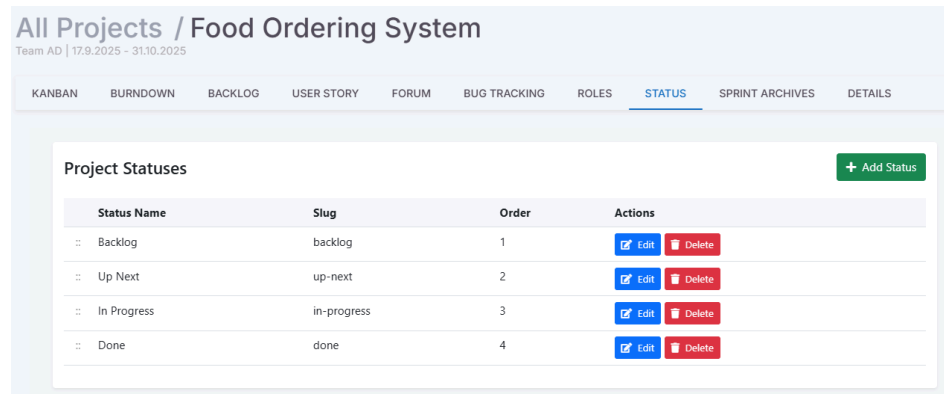 All Projects / Food Ordering System
Team AD | 17.9.2025 - 31.10.2025
KANBAN BURNDOWN BACKLOG USER STORY FORUM BUG TRACKING ROLES STATUS SPRINT ARCHIVES DETAILS
Project Statuses + Add Status
Status Name Slug Order Actions
:: Backlog backlog 1 Edit Delete
:: Up Next up-next 2 Edit Delete
:: In Progress in-progress 3 Edit Delete
:: Done done 4 Edit Delete